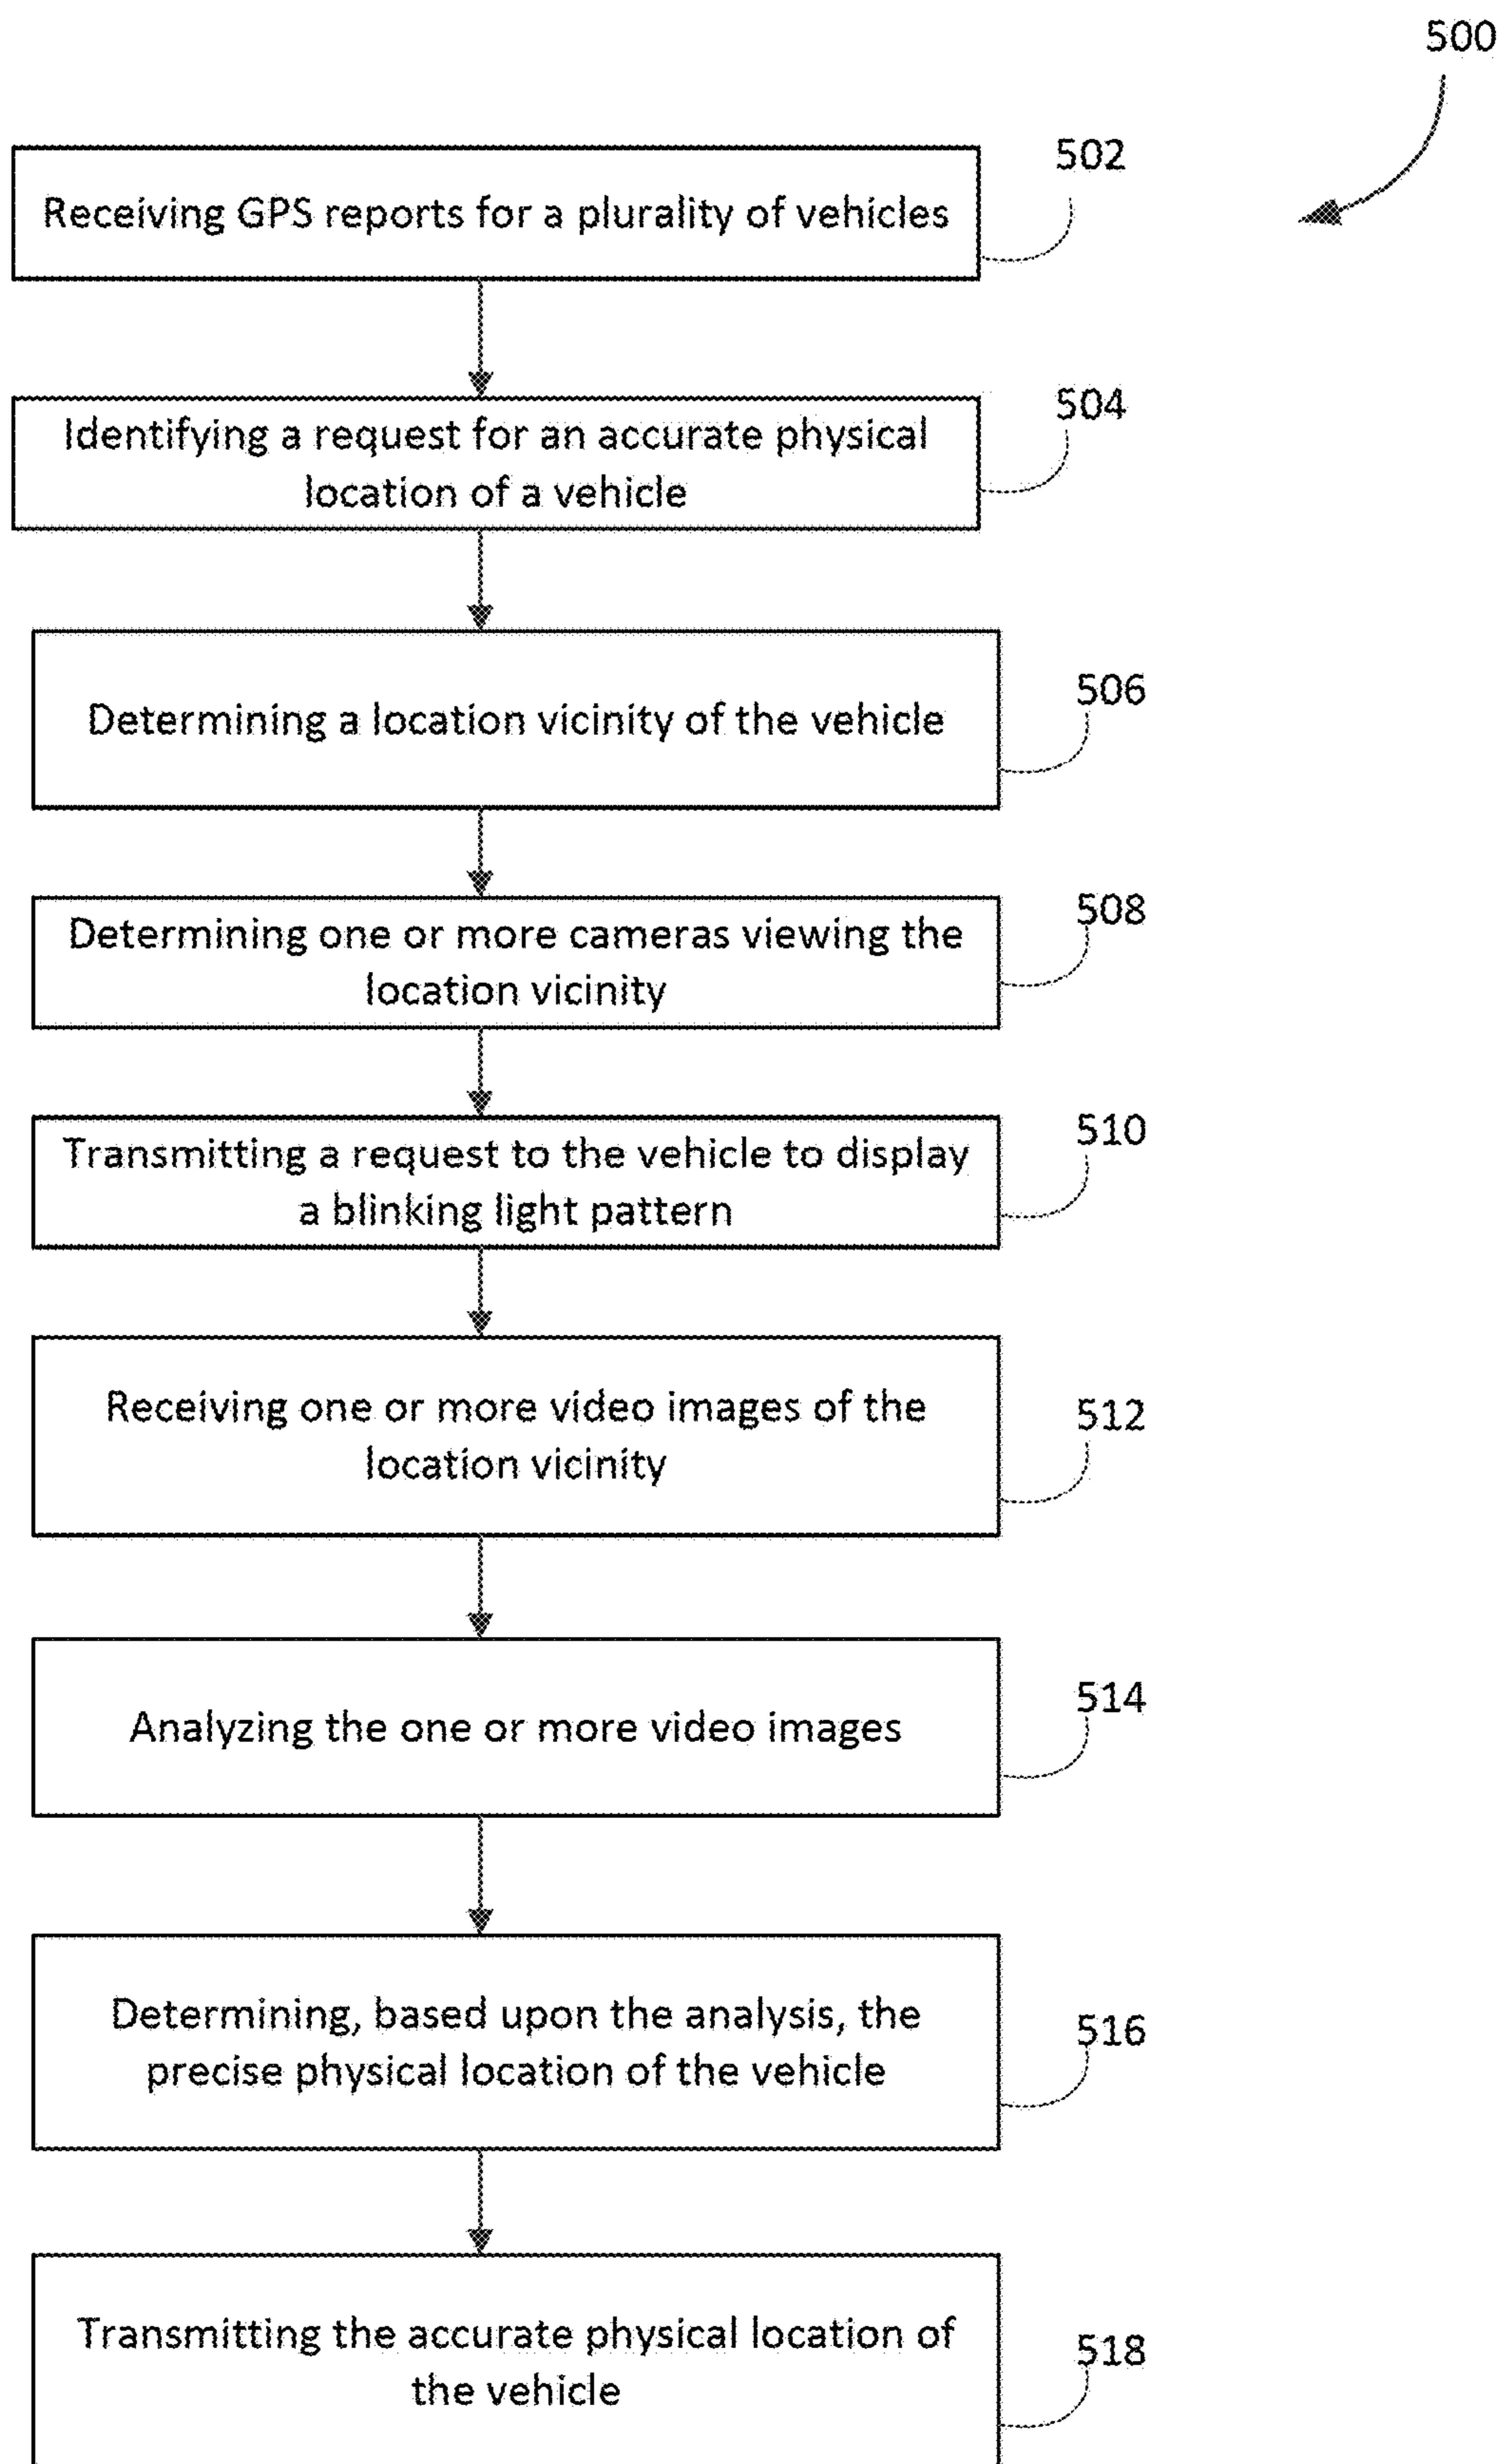 500
502
Receiving GPS reports for a plurality of vehicles
504
Identifying a request for an accurate physical
location of a vehicle
506
Determining a location vicinity of the vehicle
508
Determining one or more cameras viewing the
location vicinity
510
Transmitting a request to the vehicle to display
a blinking light pattern
512
Receiving one or more video images of the
location vicinity
514
Analyzing the one or more video images
516
Determining, based upon the analysis, the
precise physical location of the vehicle
518
Transmitting the accurate physical location of
the vehicle